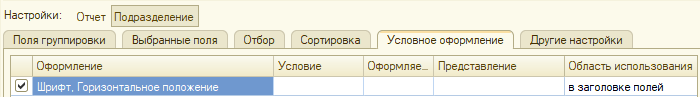 Настройки: Отчет Подразделение
Поля группировки Выбранные поля Отбор Сортировка Условное оформление Другие настройки
Оформление Условие Оформляе... Представление Область использования
Шрифт, Горизонтальное положение в заголовке полей